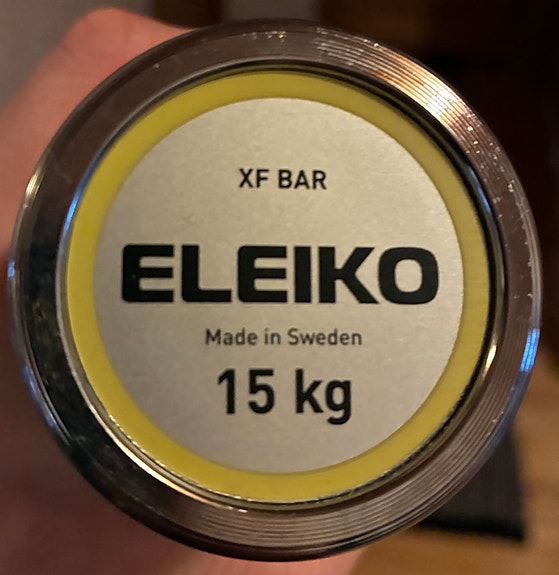 XF BAR
ELEIKO
Made in Sweden
15 kg